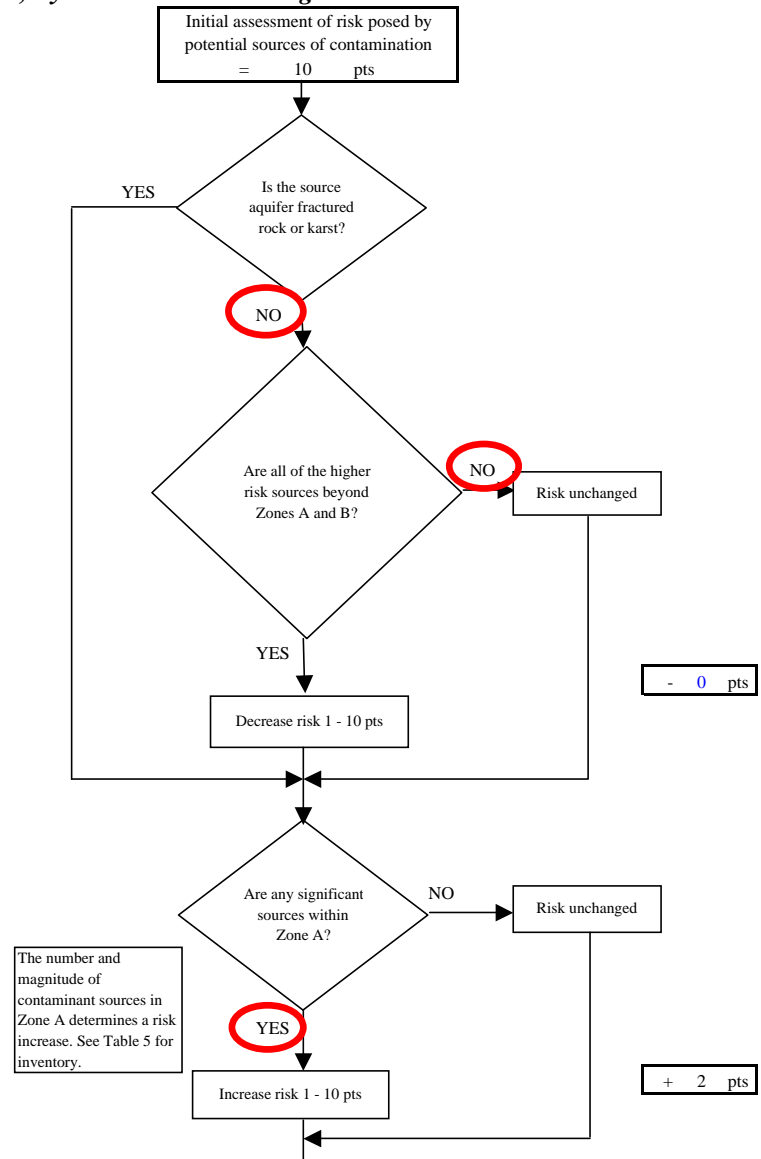 Initial assessment of risk posed by
potential sources of contamination
= 10 pts
YES
Is the source
aquifer fractured
rock or karst?
NO
Are all of the higher
risk sources beyond
Zones A and B?
NO
Risk unchanged
YES
- 0 pts
Decrease risk 1 - 10 pts
Are any significant
sources within
Zone A?
NO
Risk unchanged
The number and
magnitude of
contaminant sources in
Zone A determines a risk
increase. See Table 5 for
inventory.
YES
Increase risk 1 - 10 pts
+ 2 pts